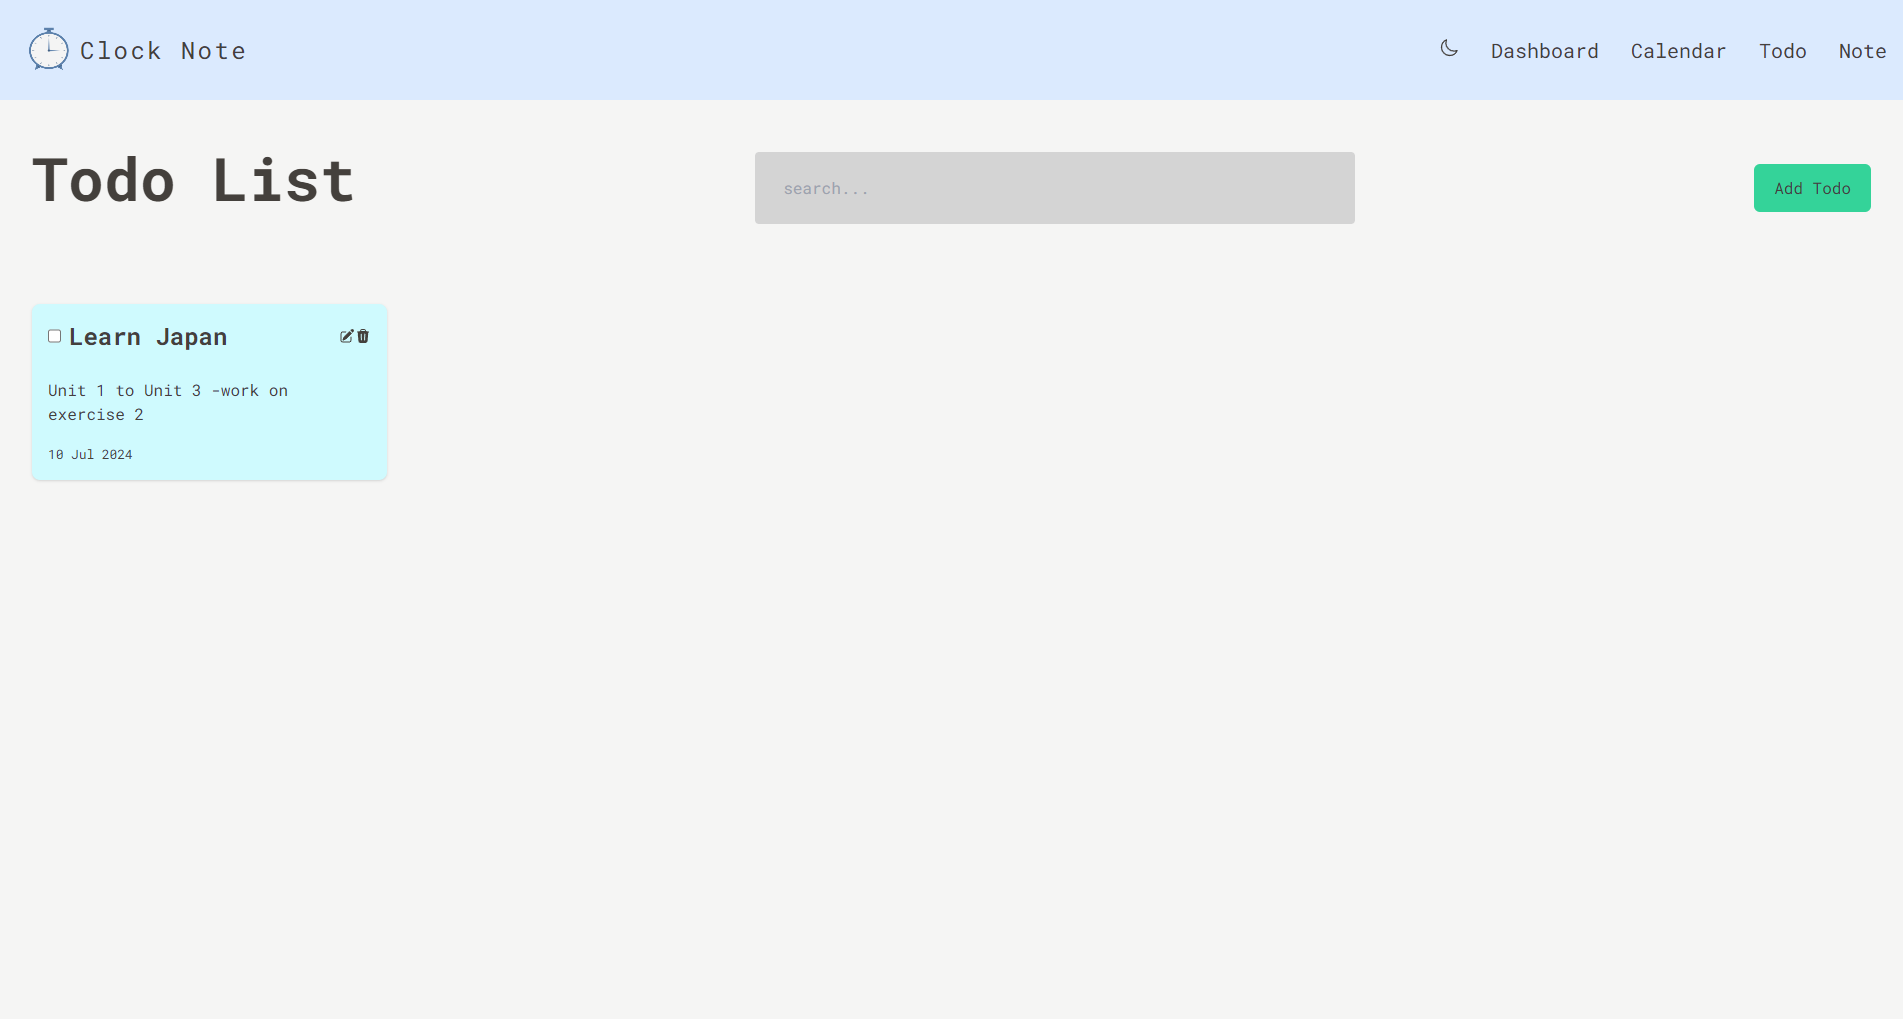 Clock Note
Dashboard Calendar Todo Note
Todo List
search...
Add Todo
Learn Japan
Unit 1 to Unit 3 -work on
exercise 2
10 Jul 2024